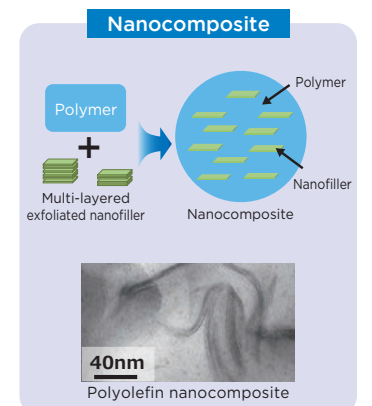 Nanocomposite
Polymer
+
Multi-layered
exfoliated nanofiller
Polymer
Nanofiller
Nanocomposite
40nm
Polyolefin nanocomposite